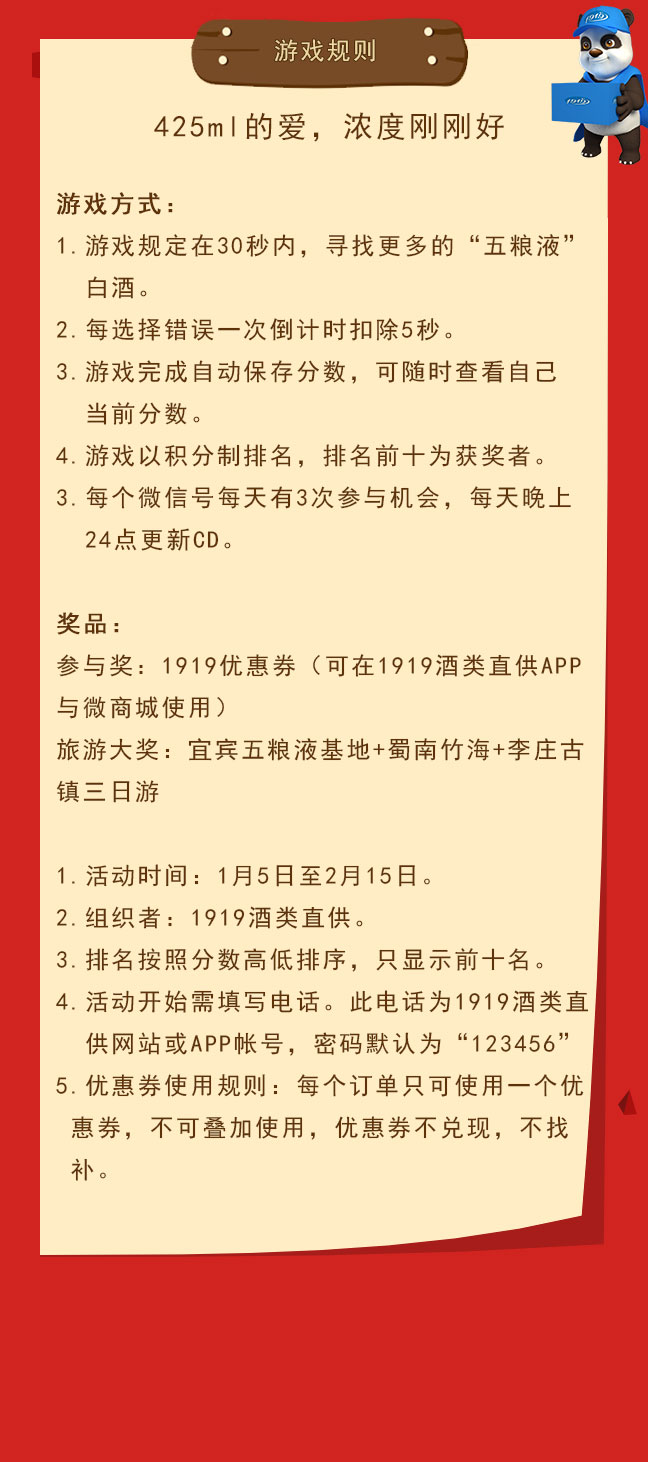 游戏规则
425ml的爱，浓度刚刚好
游戏方式：
1.游戏规定在30秒内，寻找更多的“五粮液”
白酒。
2.每选择错误一次倒计时扣除5秒。
3.游戏完成自动保存分数，可随时查看自己
当前分数。
4.游戏以积分制排名，排名前十为获奖者。
3.每个微信号每天有3次参与机会，每天晚上
24点更新CD。
奖品：
参与奖：1919优惠券（可在1919酒类直供APP
与微商城使用）
旅游大奖：宜宾五粮液基地+蜀南竹海+李庄古
镇三日游
1.活动时间：1月5日至2月15日。
2.组织者：1919酒类直供。
3.排名按照分数高低排序，只显示前十名。
4.活动开始需填写电话。此电话为1919酒类直
供网站或APP帐号，密码默认为“123456”
5.优惠券使用规则：每个订单只可使用一个优
惠券，不可叠加使用，优惠券不兑现，不找
补。